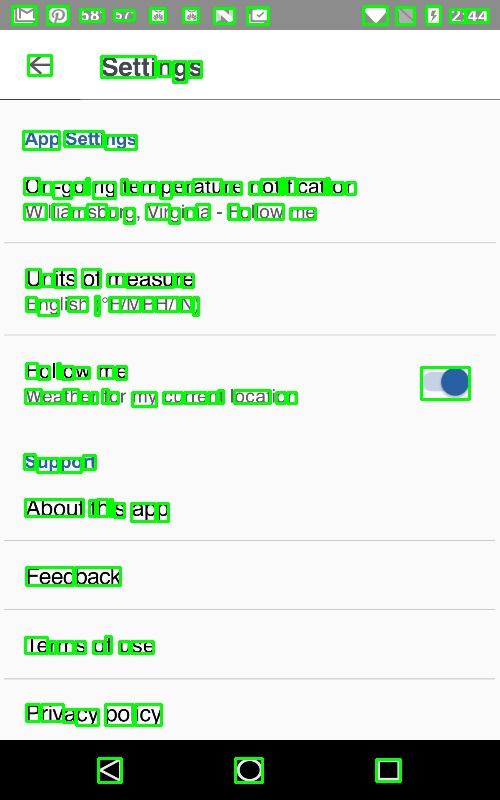 58° 57° 2:44
Settings
App Settings
On-going temperature notification
Williamsburg, Virginia - Follow me
Units of measure
English (°F/MPH/IN)
Follow me
Weather for my current location
Support
About this app
Feedback
Terms of use
Privacy policy